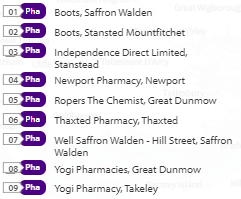 01 Pha Boots, Saffron Walden
02 Pha Boots, Stansted Mountfitchet
03 Pha Independence Direct Limited,
Stanstead
04 Pha Newport Pharmacy, Newport
05 Pha Ropers The Chemist, Great Dunmow
06 Pha Thaxted Pharmacy, Thaxted
07 Pha Well Saffron Walden - Hill Street, Saffron
Walden
08 Pha Yogi Pharmacies, Great Dunmow
09 Pha Yogi Pharmacy, Takeley